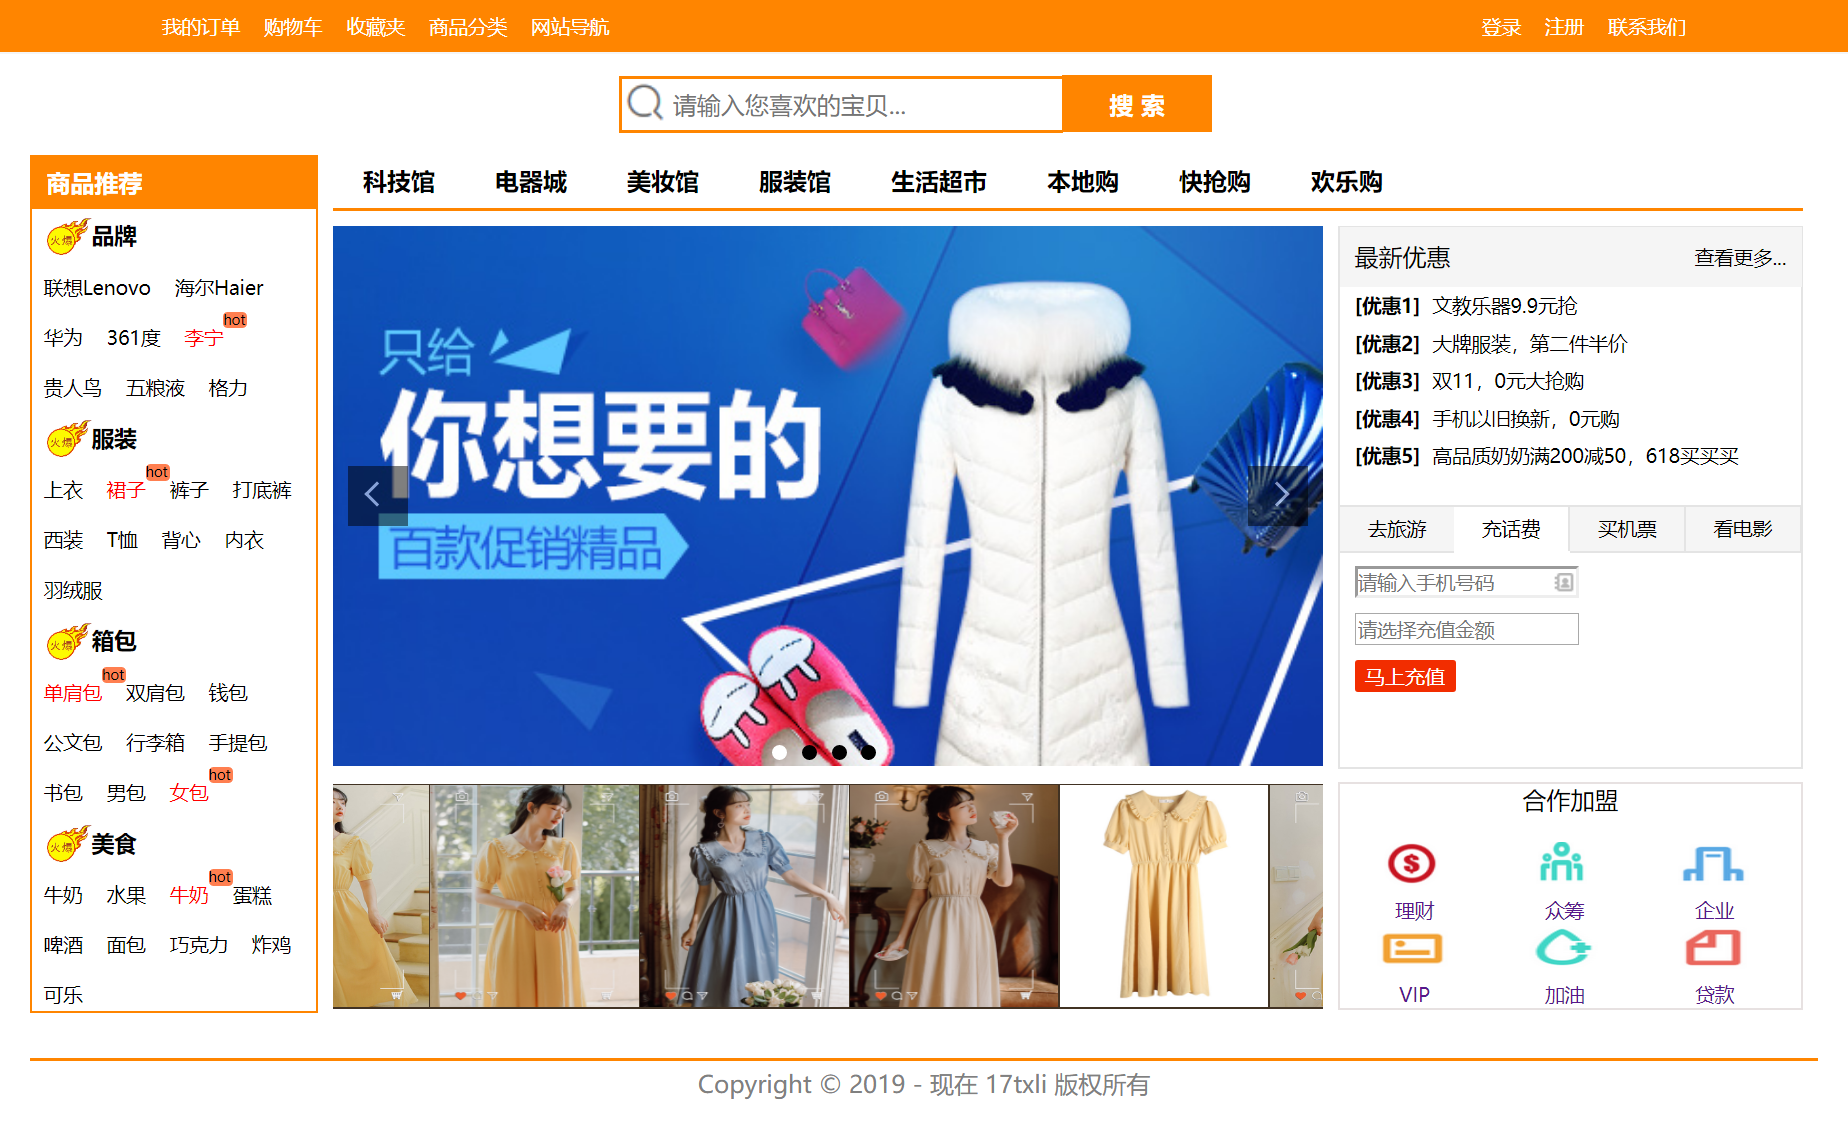 我的订单 购物车 收藏夹 商品分类 网站导航 登录 注册 联系我们
请输入您喜欢的宝贝... 搜 索
商品推荐
火爆 品牌
联想Lenovo 海尔Haier
华为 361度 李宁 hot
贵人鸟 五粮液 格力
火爆 服装
上衣 裙子 hot 裤子 打底裤
西装 T恤 背心 内衣
羽绒服
火爆 箱包
单肩包 hot 双肩包 钱包
公文包 行李箱 手提包
书包 男包 女包 hot
火爆 美食
牛奶 水果 牛奶 hot 蛋糕
啤酒 面包 巧克力 炸鸡
可乐
科技馆 电器城 美妆馆 服装馆 生活超市 本地购 快抢购 欢乐购
只给
你想要的
百款促销精品
最新优惠 查看更多...
[优惠1] 文教乐器9.9元抢
[优惠2] 大牌服装，第二件半价
[优惠3] 双11，0元大抢购
[优惠4] 手机以旧换新，0元购
[优惠5] 高品质奶奶满200减50，618买买买
去旅游 充话费 买机票 看电影
请输入手机号码
请选择充值金额
马上充值
合作加盟
理财 众筹 企业
VIP 加油 贷款
Copyright © 2019 - 现在 17txli 版权所有